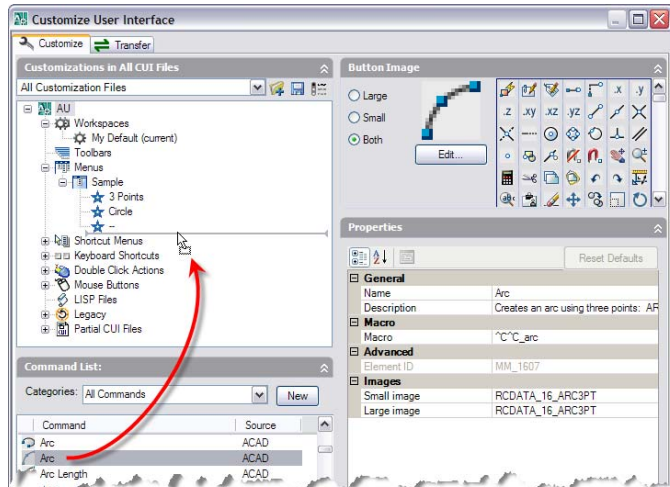 Customize User Interface
Customize
Transfer
Customizations in All CUI Files
All Customization Files
AU
Workspaces
My Default (current)
Toolbars
Menus
Sample
3 Points
Circle
--
Shortcut Menus
Keyboard Shortcuts
Double Click Actions
Mouse Buttons
LISP Files
Legacy
Partial CUI Files
Command List:
Categories: All Commands
New
Command Source
Arc ACAD
Arc ACAD
Arc Length ACAD
Button Image
Large
Small
Both
Edit...
.x .y
.z .xy .xz .yz
Properties
Reset Defaults
General
Name Arc
Description Creates an arc using three points: AR
Macro
Macro ^C^C_arc
Advanced
Element ID MM_1607
Images
Small image RCDATA_16_ARC3PT
Large image RCDATA_16_ARC3PT